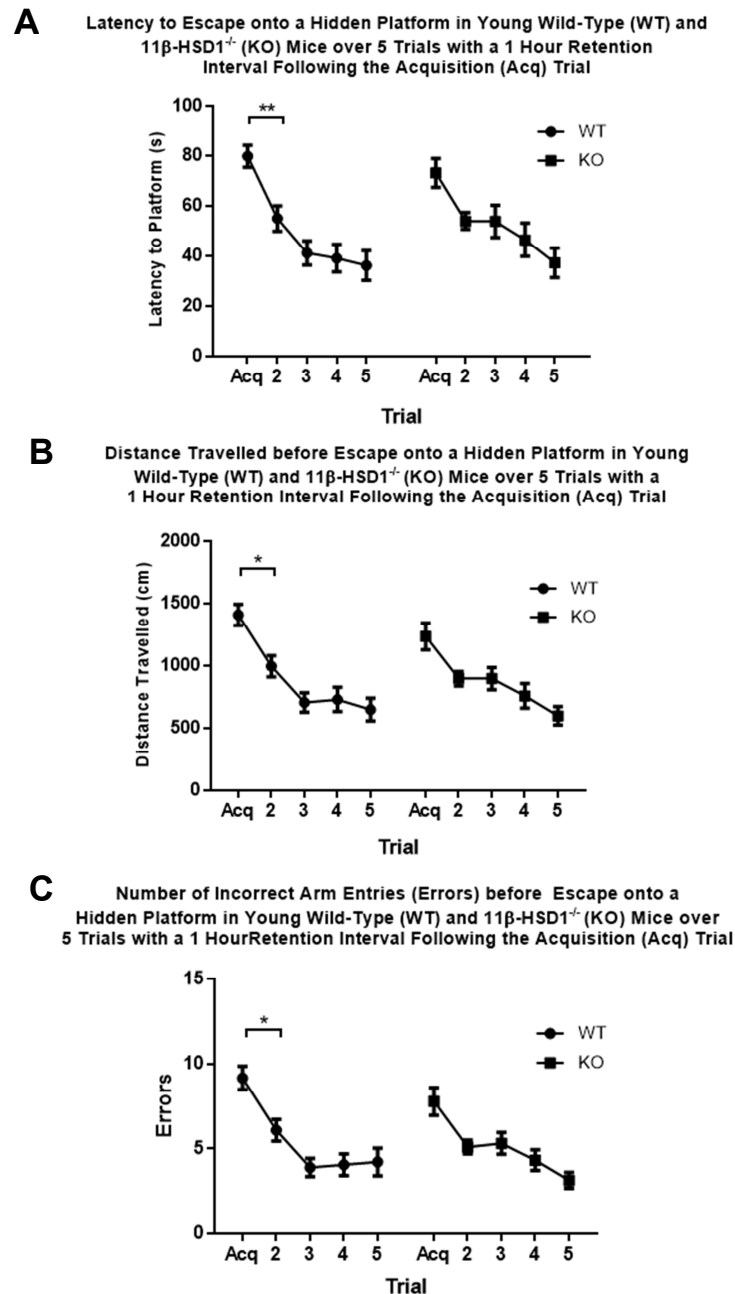 A
Latency to Escape onto a Hidden Platform in Young Wild-Type (WT) and
11β-HSD1-/- (KO) Mice over 5 Trials with a 1 Hour Retention
Interval Following the Acquisition (Acq) Trial
Latency to Platform (s)
100
80
60
40
20
0
**
WT
KO
Acq 2 3 4 5 Acq 2 3 4 5
Trial
B
Distance Travelled before Escape onto a Hidden Platform in Young
Wild-Type (WT) and 11β-HSD1-/- (KO) Mice over 5 Trials with a
1 Hour Retention Interval Following the Acquisition (Acq) Trial
Distance Travelled (cm)
2000
1500
1000
500
0
*
WT
KO
Acq 2 3 4 5 Acq 2 3 4 5
Trial
C
Number of Incorrect Arm Entries (Errors) before Escape onto a
Hidden Platform in Young Wild-Type (WT) and 11β-HSD1-/- (KO) Mice over
5 Trials with a 1 HourRetention Interval Following the Acquisition (Acq) Trial
Errors
15
10
5
0
*
WT
KO
Acq 2 3 4 5 Acq 2 3 4 5
Trial